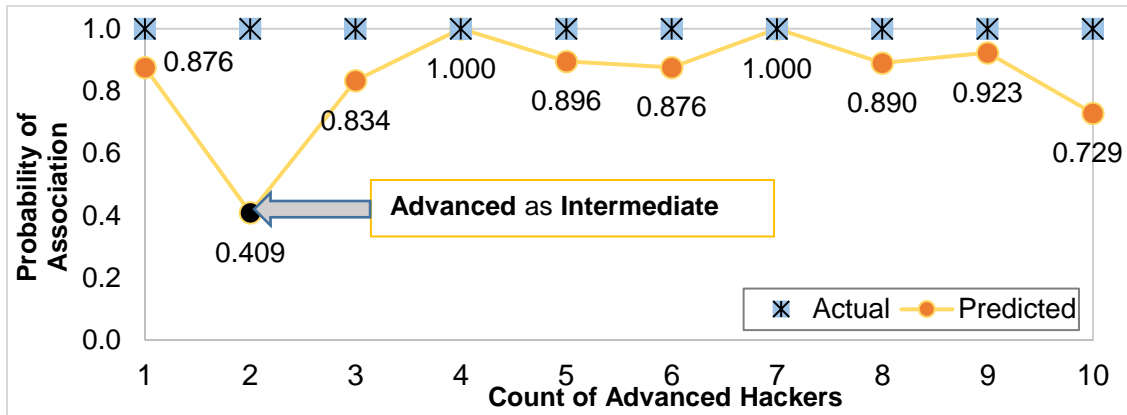 1.0
0.8
0.6
0.4
0.2
0.0
Probability of
Association
0.876
0.409
0.834
1.000
0.896
0.876
1.000
0.890
0.923
0.729
Advanced as Intermediate
Actual
Predicted
1 2 3 4 5 6 7 8 9 10
Count of Advanced Hackers